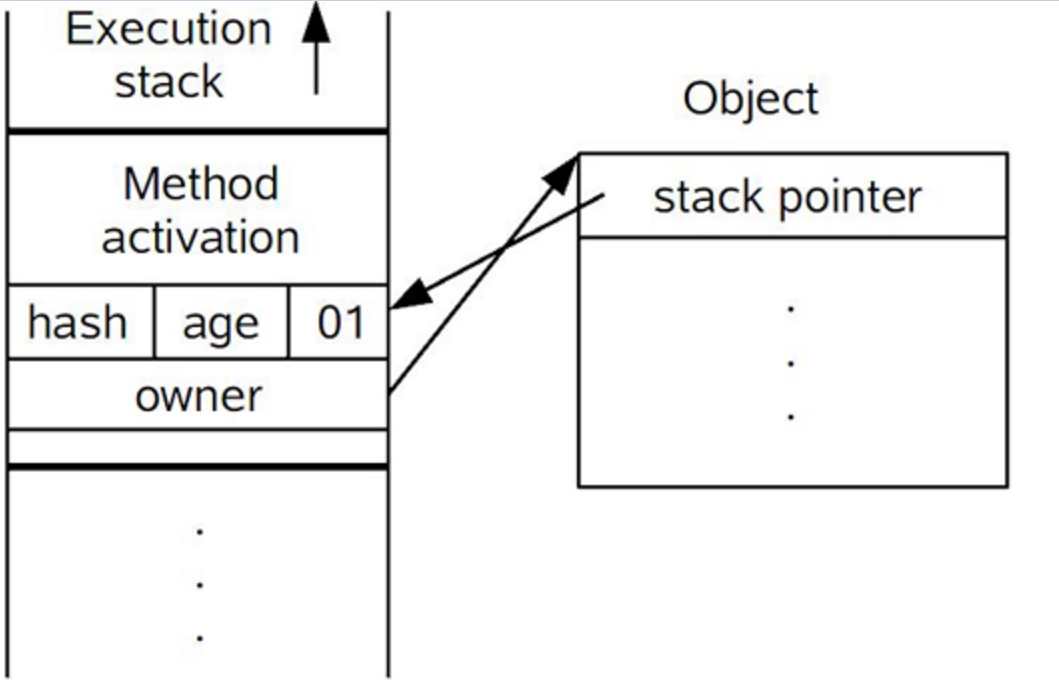 Execution
stack
Object
Method
activation
stack pointer
hash age 01
owner